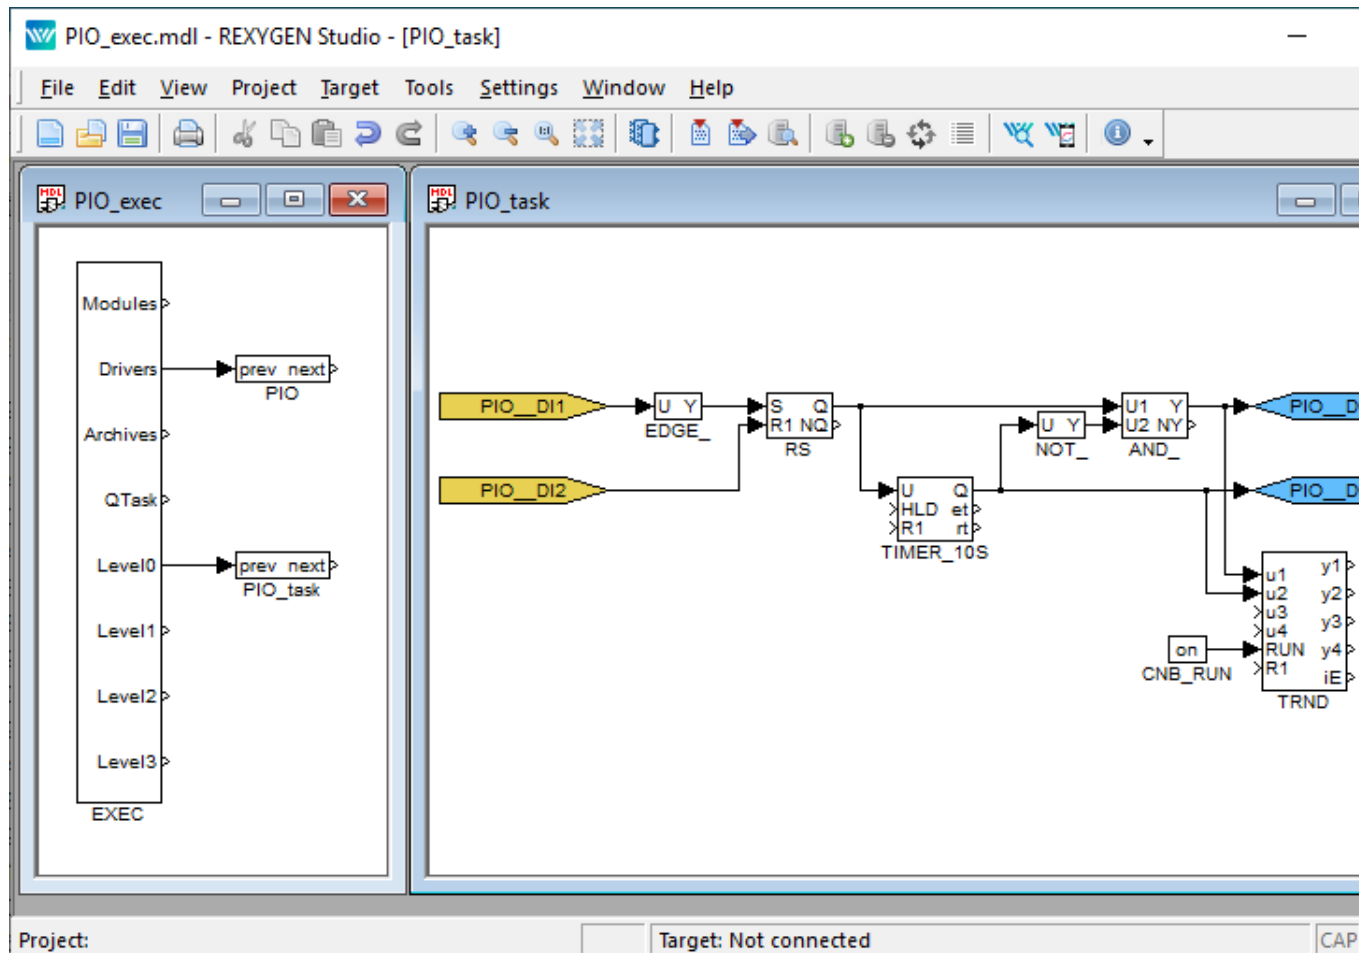 PIO_exec.mdl - REXYGEN Studio - [PIO_task]
File Edit View Project Target Tools Settings Window Help
PIO_exec
Modules
Drivers
prev next
PIO
Archives
QTask
Level0
prev next
PIO_task
Level1
Level2
Level3
EXEC
PIO_task
PIO__DI1
U Y
EDGE_
S Q
R1 NQ
RS
U Y
NOT_
U1 Y
U2 NY
AND_
PIO__D
PIO__DI2
U Q
HLD et
R1 rt
TIMER_10S
PIO__D
u1 y1
u2 y2
u3 y3
u4 y4
RUN iE
R1
TRND
on
CNB_RUN
Project:
Target: Not connected
CAP